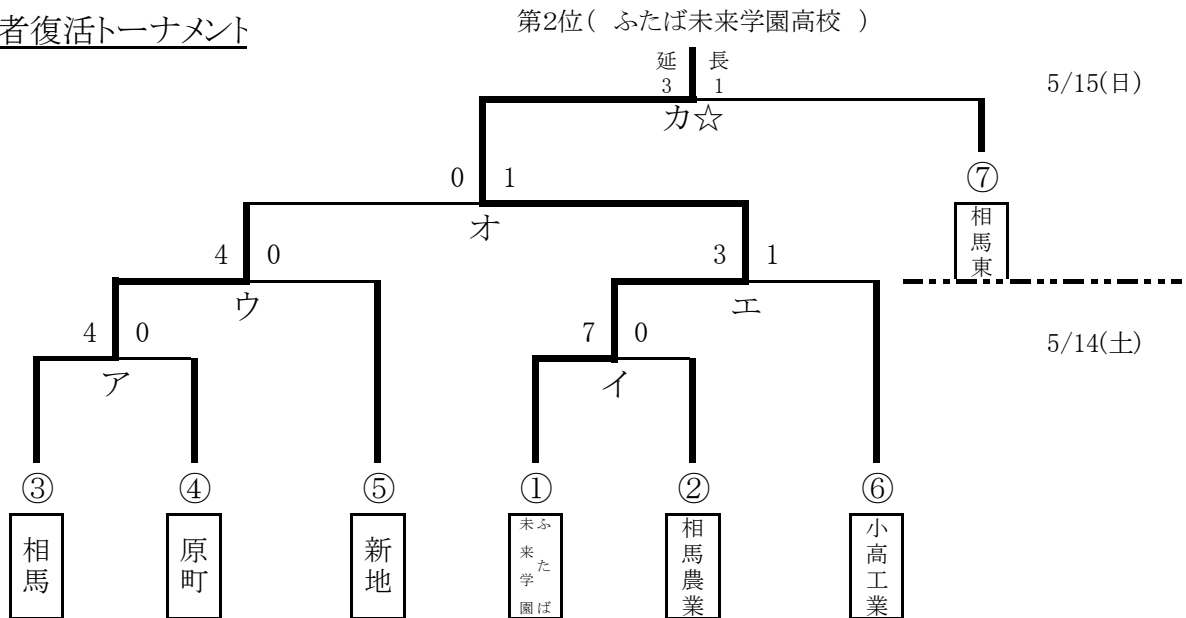 者復活トーナメント
第2位( ふたば未来学園高校 )
延 長
3 1
カ☆
5/15(日)
0 1
オ
⑦
相馬東
4 0
ウ
3 1
エ
4 0
ア
7 0
イ
5/14(土)
③ ④ ⑤ ① ② ⑥
相馬
原町
新地
ふたば
未来学園
相馬農業
小高工業